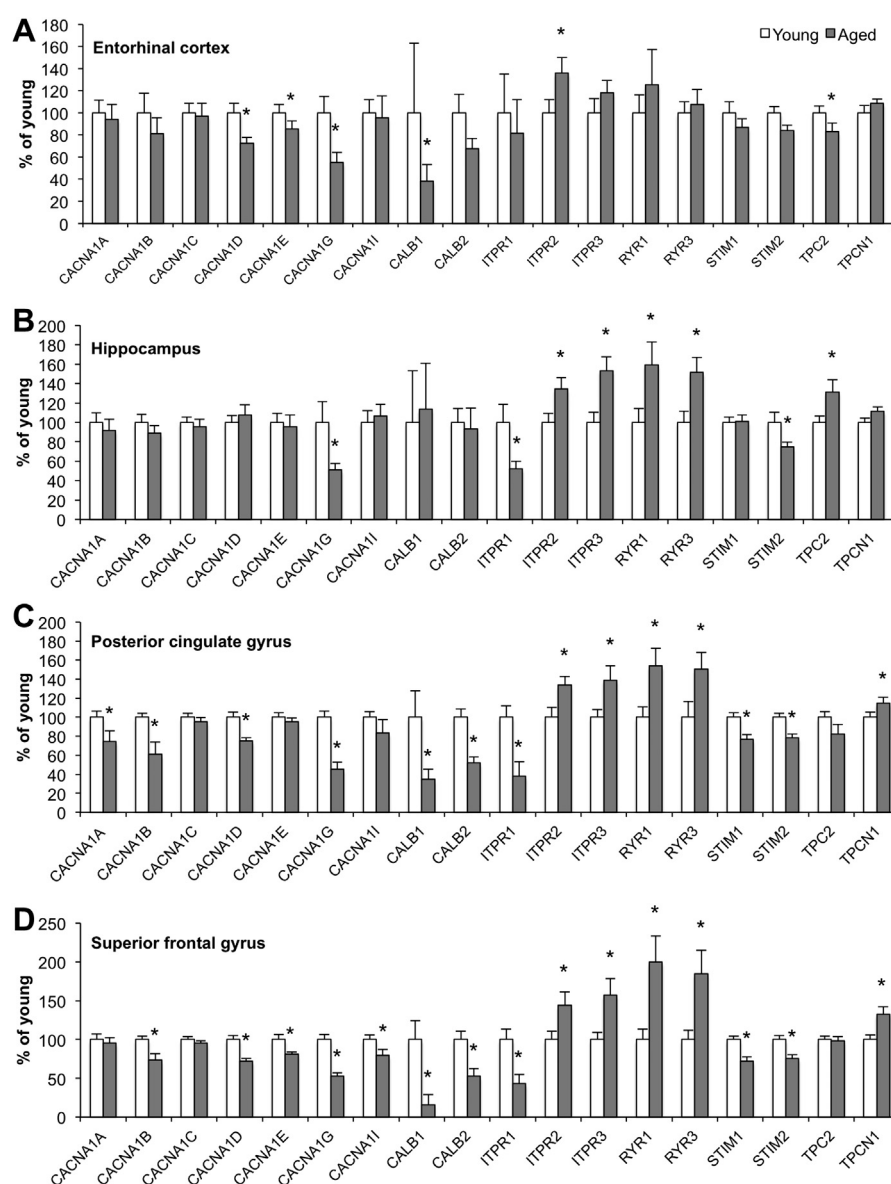 A
Entorhinal cortex
Young Aged
% of young
180
160
140
120
100
80
60
40
20
0
* * * * * *
CACNA1A CACNA1B CACNA1C CACNA1D CACNA1E CACNA1G CACNA1I CALB1 CALB2 ITPR1 ITPR2 ITPR3 RYR1 RYR3 STIM1 STIM2 TPC2 TPCN1
B
Hippocampus
% of young
200
180
160
140
120
100
80
60
40
20
0
* * * * * * * *
CACNA1A CACNA1B CACNA1C CACNA1D CACNA1E CACNA1G CACNA1I CALB1 CALB2 ITPR1 ITPR2 ITPR3 RYR1 RYR3 STIM1 STIM2 TPC2 TPCN1
C
Posterior cingulate gyrus
% of young
200
180
160
140
120
100
80
60
40
20
0
* * * * * * * * * * * * * *
CACNA1A CACNA1B CACNA1C CACNA1D CACNA1E CACNA1G CACNA1I CALB1 CALB2 ITPR1 ITPR2 ITPR3 RYR1 RYR3 STIM1 STIM2 TPC2 TPCN1
D
Superior frontal gyrus
% of young
250
200
150
100
50
0
* * * * * * * * * * * * * * *
CACNA1A CACNA1B CACNA1C CACNA1D CACNA1E CACNA1G CACNA1I CALB1 CALB2 ITPR1 ITPR2 ITPR3 RYR1 RYR3 STIM1 STIM2 TPC2 TPCN1